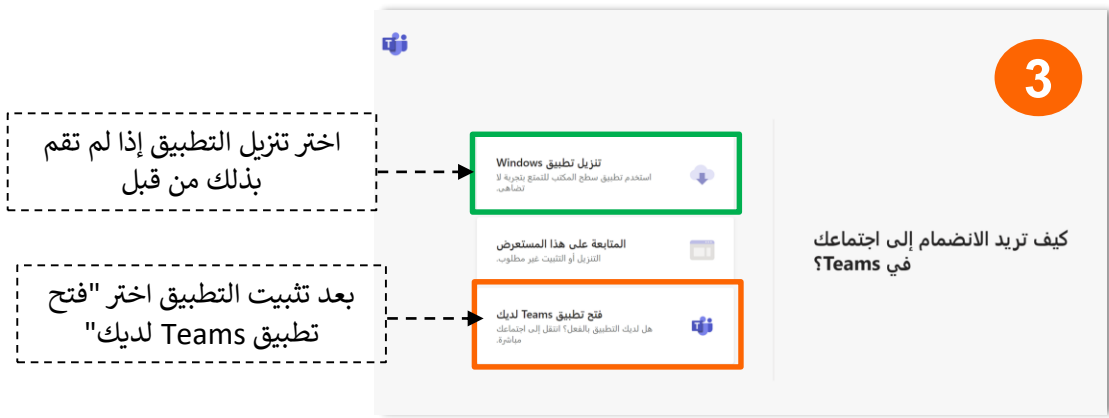 3
كيف تريد الانضمام إلى اجتماعك
في Teams؟
تنزيل تطبيق Windows
استخدم تطبيق سطح المكتب للتمتع بتجربة لا
تضاهى.
اختر تنزيل التطبيق إذا لم تقم
بذلك من قبل
المتابعة على هذا المستعرض
التنزيل أو التثبيت غير مطلوب.
فتح تطبيق Teams لديك
هل لديك التطبيق بالفعل؟ انتقل إلى اجتماعك
مباشرة.
بعد تثبيت التطبيق اختر "فتح
تطبيق Teams لديك"